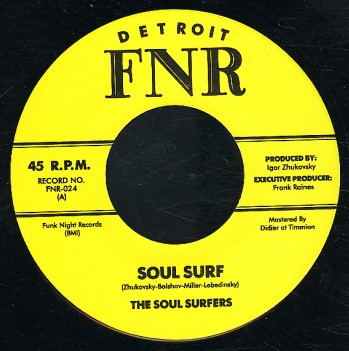 DETROIT
FNR
45 R.P.M.
RECORD NO.
FNR-024
(A)
PRODUCED BY:
Igor Zhukovsky
EXECUTIVE PRODUCER:
Frank Raines
Funk Night Records
(BMI)
Mastered By
Didier at Timmion
SOUL SURF
(Zhukovsky-Bolshov-Miller-Lobedinsky)
THE SOUL SURFERS